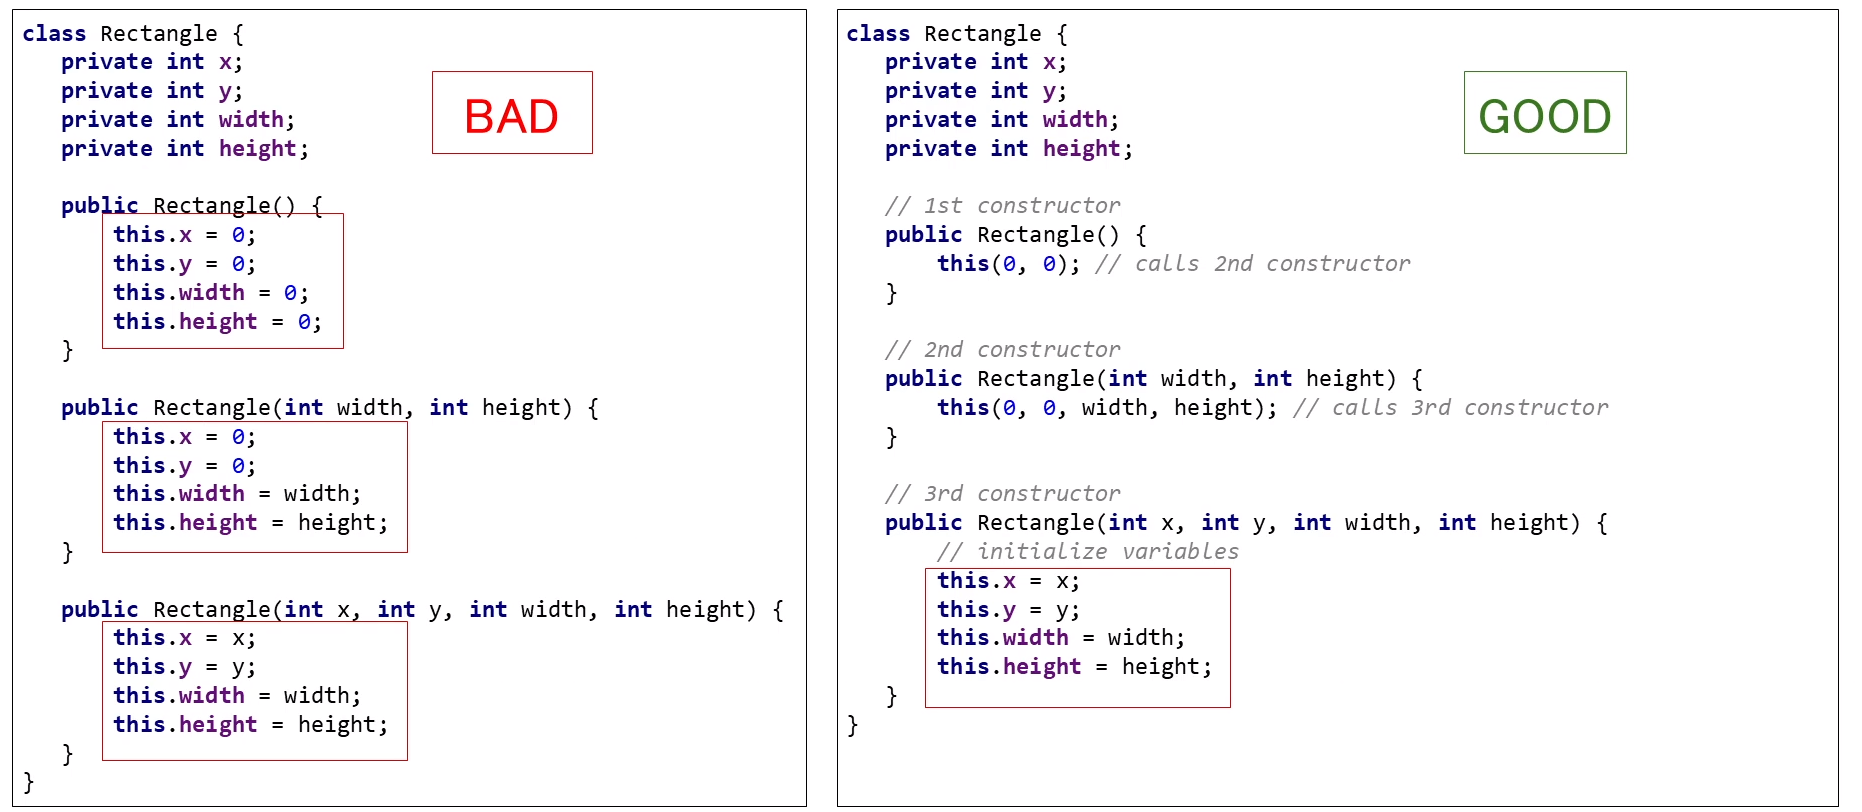 class Rectangle {
private int x;
private int y;
private int width;
private int height;
BAD
public Rectangle() {
this.x = 0;
this.y = 0;
this.width = 0;
this.height = 0;
}
public Rectangle(int width, int height) {
this.x = 0;
this.y = 0;
this.width = width;
this.height = height;
}
public Rectangle(int x, int y, int width, int height) {
this.x = x;
this.y = y;
this.width = width;
this.height = height;
}
}
class Rectangle {
private int x;
private int y;
private int width;
private int height;
GOOD
// 1st constructor
public Rectangle() {
this(0, 0); // calls 2nd constructor
}
// 2nd constructor
public Rectangle(int width, int height) {
this(0, 0, width, height); // calls 3rd constructor
}
// 3rd constructor
public Rectangle(int x, int y, int width, int height) {
// initialize variables
this.x = x;
this.y = y;
this.width = width;
this.height = height;
}
}